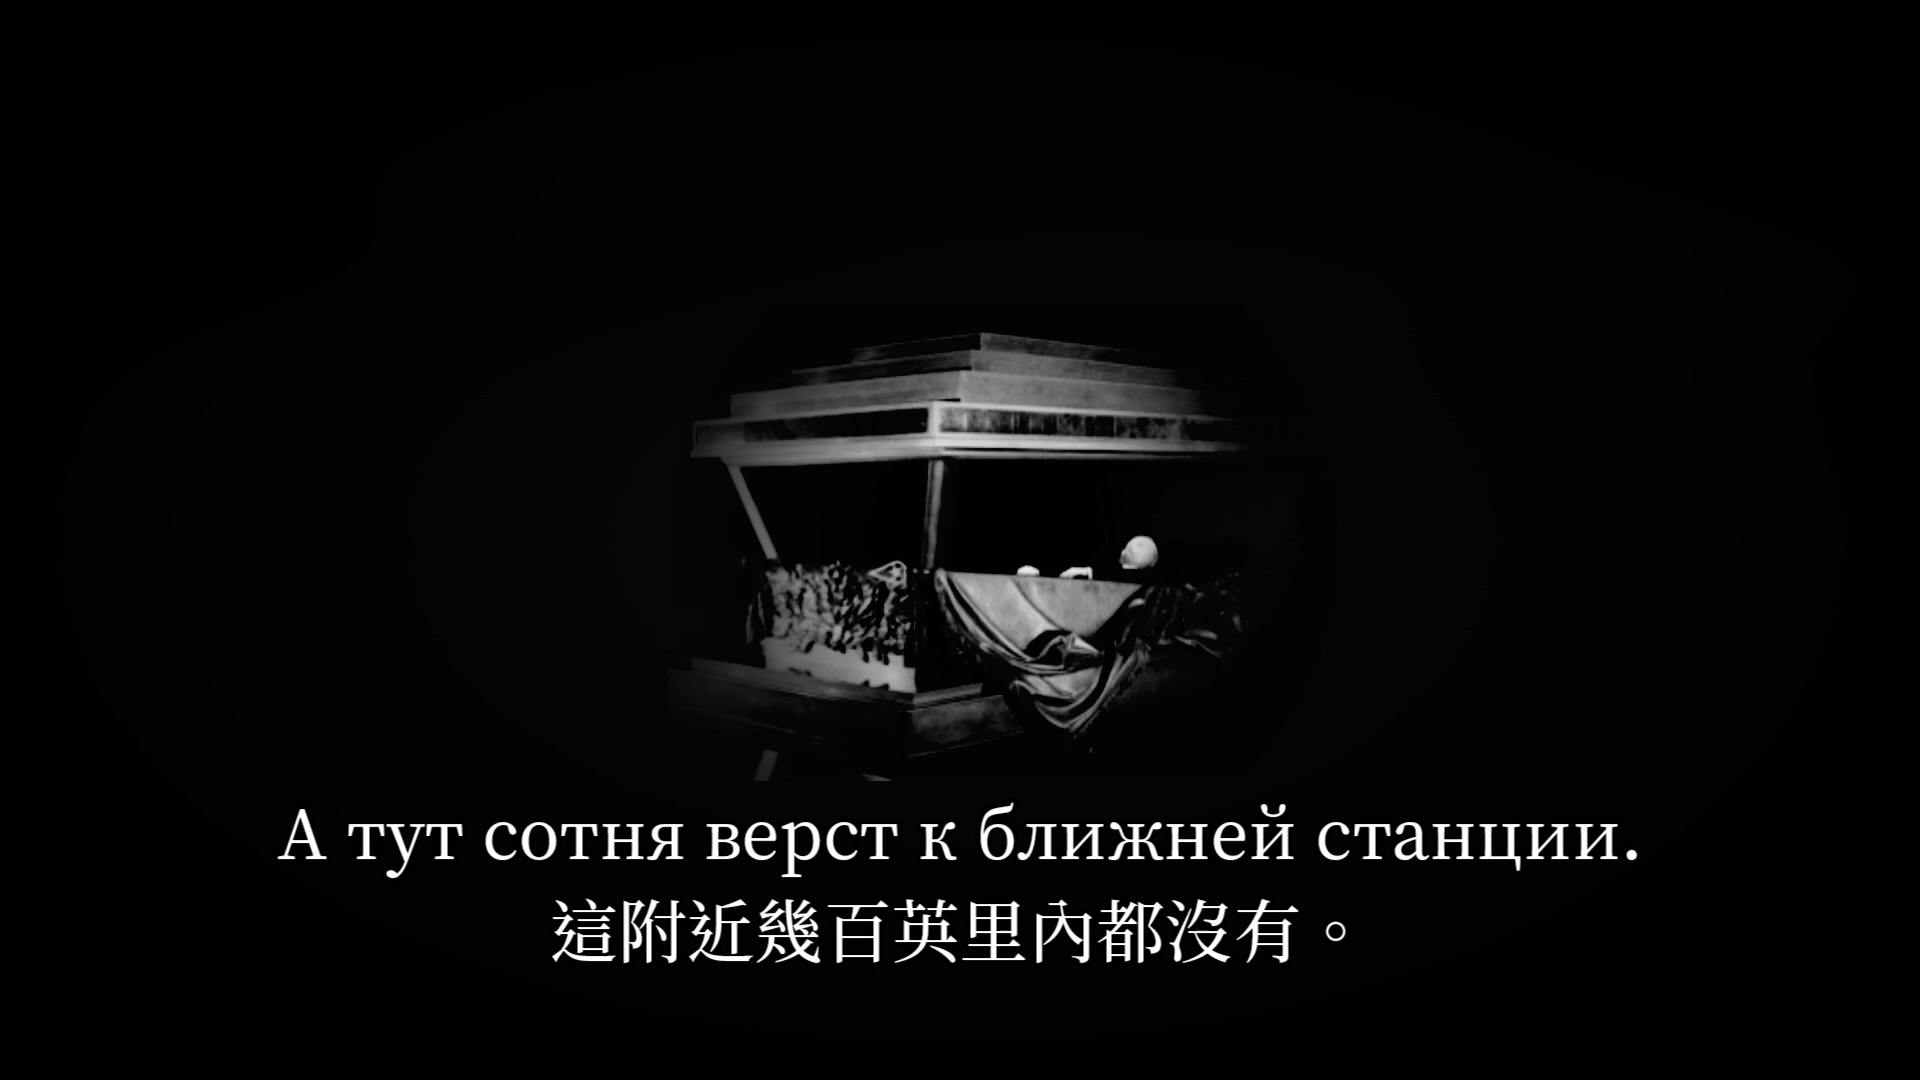 А тут сотня верст к ближней станции.
這附近幾百英里內都沒有。